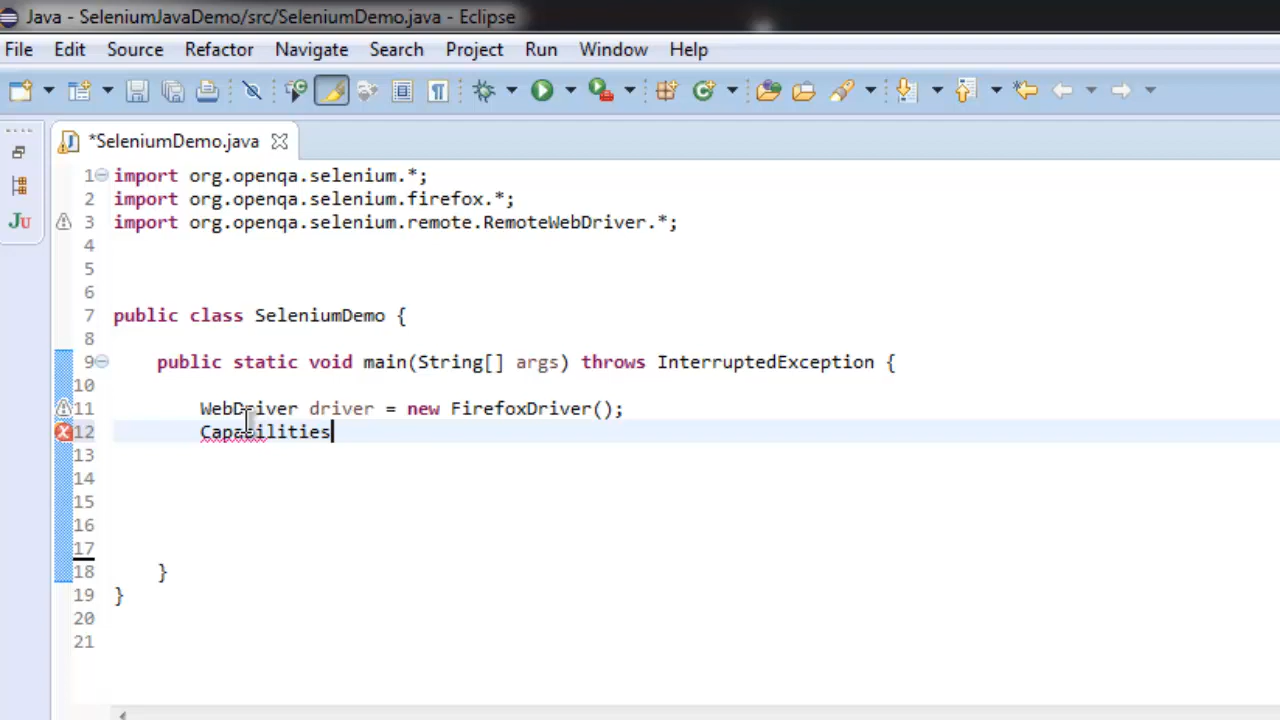 Java - SeleniumJavaDemo/src/SeleniumDemo.java - Eclipse
File Edit Source Refactor Navigate Search Project Run Window Help
*SeleniumDemo.java
1 import org.openqa.selenium.*;
2 import org.openqa.selenium.firefox.*;
3 import org.openqa.selenium.remote.RemoteWebDriver.*;
4
5
6
7 public class SeleniumDemo {
8
9 public static void main(String[] args) throws InterruptedException {
10
11 WebDriver driver = new FirefoxDriver();
12 Capabilities
13
14
15
16
17
18 }
19 }
20
21
JU